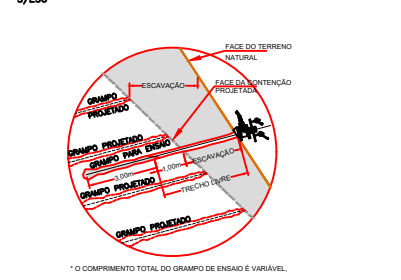 FACE DO TERRENO
NATURAL
ESCAVAÇÃO
FACE DA CONTENÇÃO
PROJETADA
GRAMPO
PROJETADO
GRAMPO PROJETADO
GRAMPO PARA ENSAIO
ESCAVAÇÃO
1,00m
3,00m
TRECHO LIVRE
GRAMPO PROJETADO
GRAMPO PROJETADO
* O COMPRIMENTO TOTAL DO GRAMPO DE ENSAIO É VARIÁVEL,